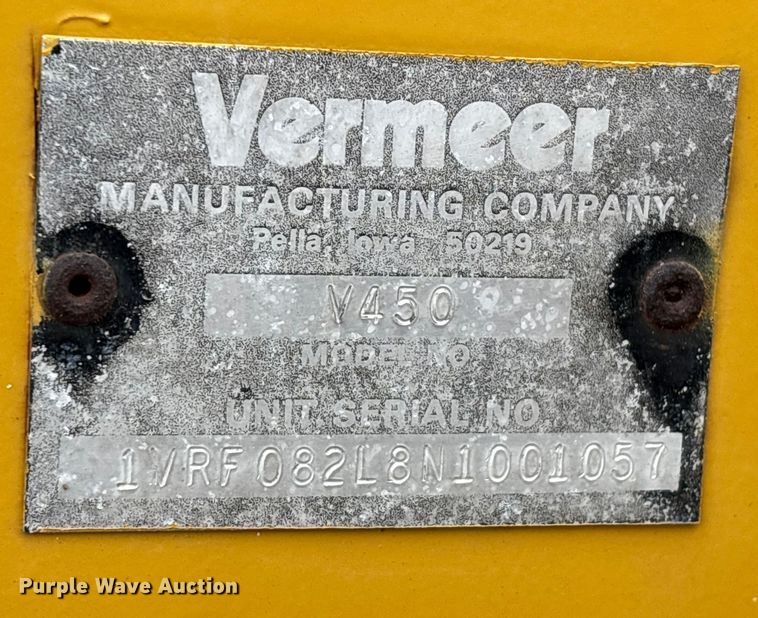 Vermeer
MANUFACTURING COMPANY
Pella, Iowa 50219
V450
MODEL NO
UNIT SERIAL NO
1VRF082L8N1001057
Purple Wave Auction